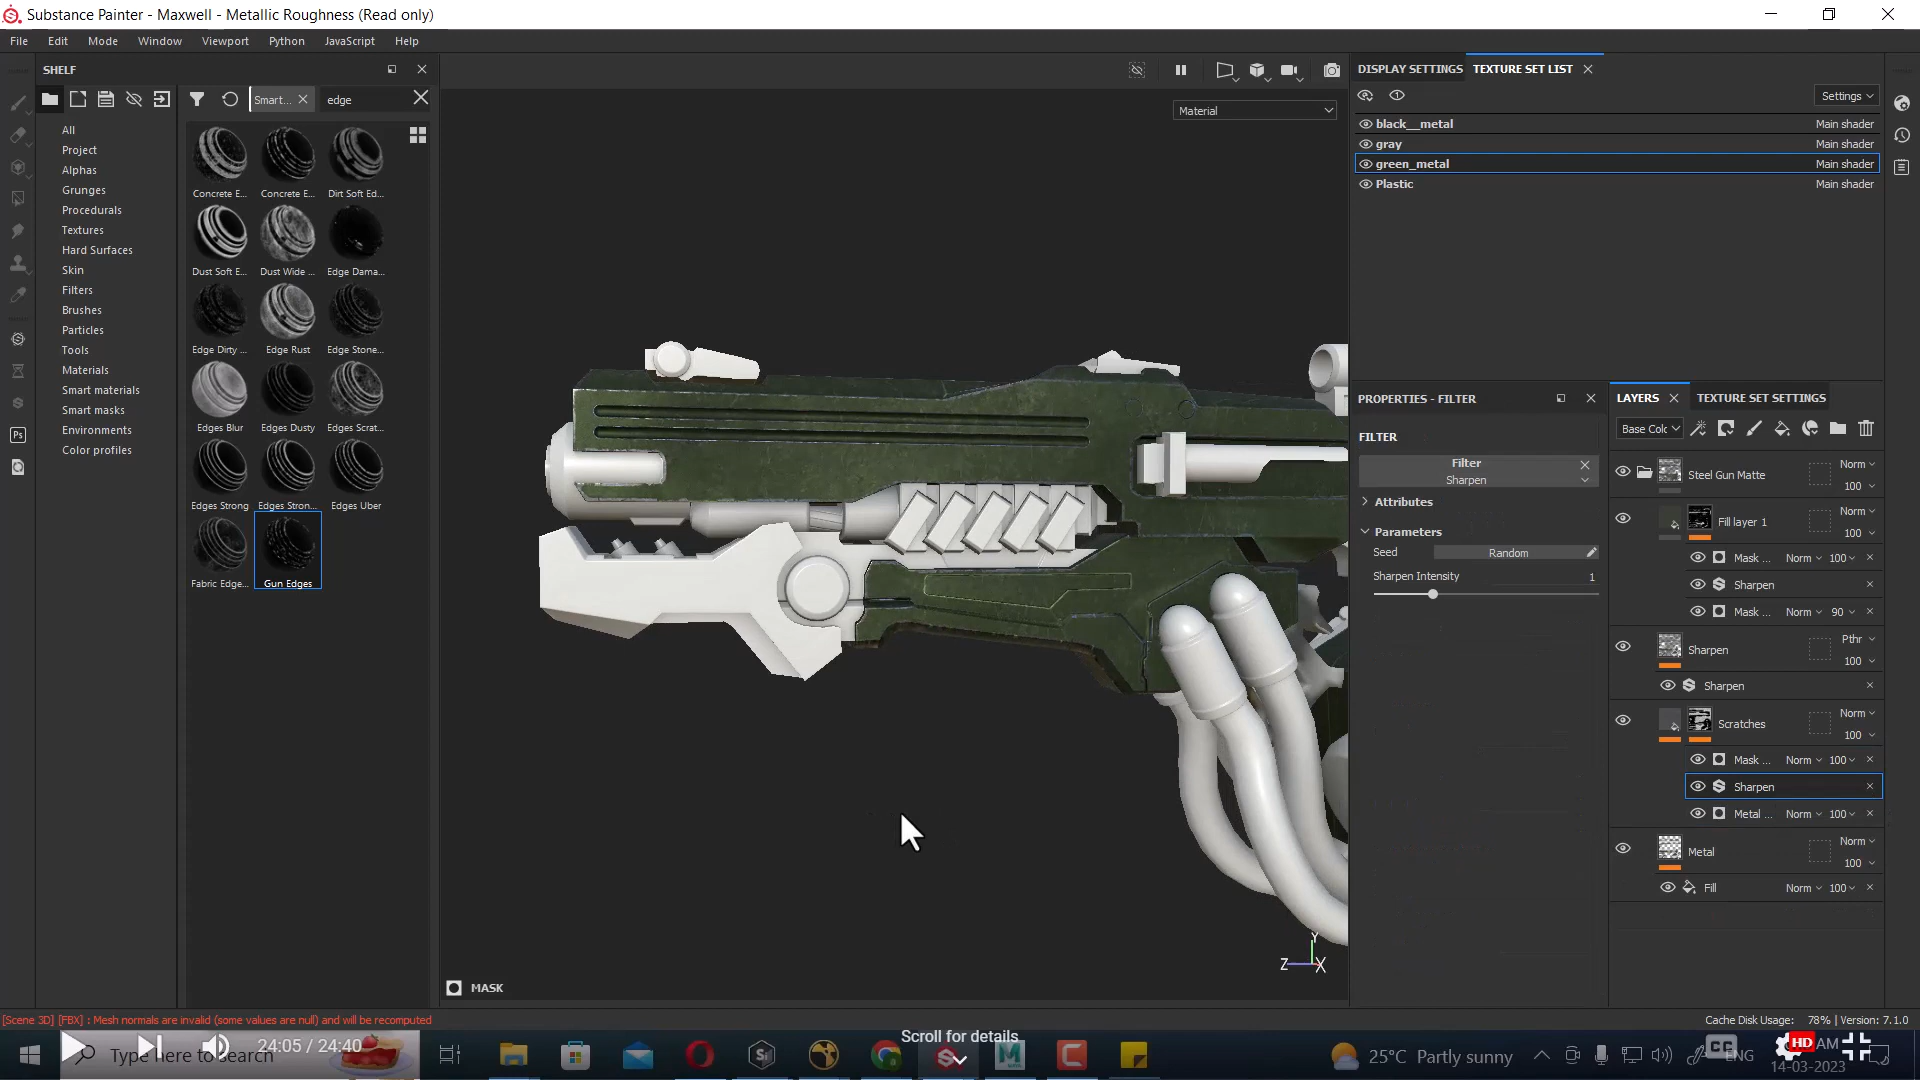 Substance Painter - Maxwell - Metallic Roughness (Read only)
File Edit Mode Window Viewport Python JavaScript Help
SHELF
Smart... edge
All
Project
Alphas
Grunges
Procedurals
Textures
Hard Surfaces
Skin
Filters
Brushes
Particles
Tools
Materials
Smart materials
Smart masks
Environments
Color profiles
Concrete E... Concrete E... Dirt Soft Ed...
Dust Soft E... Dust Wide ... Edge Dama...
Edge Dirty ... Edge Rust Edge Stone...
Edges Blur Edges Dusty Edges Scrat...
Edges Strong Edges Stron... Edges Uber
Fabric Edge... Gun Edges
Ps
Material
Z Y X
MASK
DISPLAY SETTINGS TEXTURE SET LIST
Settings
black__metal Main shader
gray Main shader
green_metal Main shader
Plastic Main shader
PROPERTIES - FILTER
FILTER
Filter
Sharpen
Attributes
Parameters
Seed Random
Sharpen Intensity 1
LAYERS TEXTURE SET SETTINGS
Base Colc
Steel Gun Matte Norm 100
Fill layer 1 Norm 100
Mask ... Norm 100
Sharpen
Mask ... Norm 90
Sharpen Pthr 100
Sharpen
Scratches Norm 100
Mask ... Norm 100
Sharpen
Metal ... Norm 100
Metal Norm 100
Fill Norm 100
[Scene 3D] [FBX] : Mesh normals are invalid (some values are null) and will be recomputed
Cache Disk Usage: 78% | Version: 7.1.0
Type here to search
24:05 / 24:40
Scroll for details
25°C Partly sunny
CC ENG
HD AM
14-03-2023